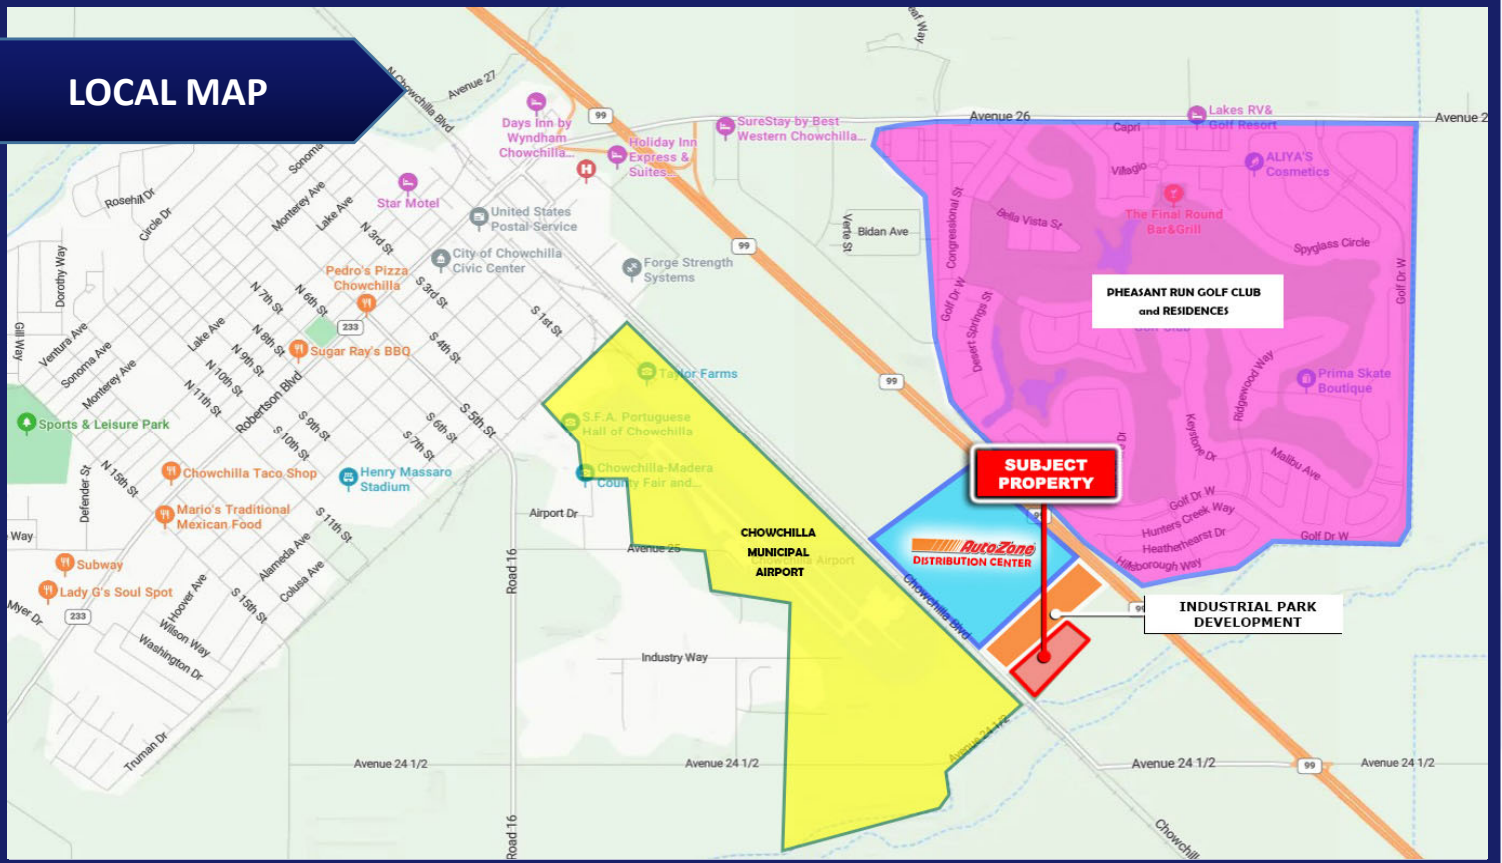 LOCAL MAP
N Chowchilla Blvd
Avenue 27
99
Days Inn by
Wyndham
Chowchilla...
Holiday Inn
Express &
Suites...
H
SureStay by Best
Western Chowchilla...
Avenue 26
Lakes RV&
Golf Resort
Avenue 2
Capri
Villagio
ALIYA'S
Cosmetics
The Final Round
Bar&Grill
Bella Vista St
Congressional St
Spyglass Circle
Golf Dr W
Verte St
Bidan Ave
99
Sonoma
Rosehill Dr
Circle Dr
Monterey Ave
Lake Ave
Star Motel
United States
Postal Service
N 3rd St
City of Chowchilla
Civic Center
Forge Strength
Systems
Dorothy Way
Pedro's Pizza
Chowchilla
S 3rd St
N 7th St
N 6th St
S 1st St
233
PHEASANT RUN GOLF CLUB
and RESIDENCES
Golf Club
Golf Dr W
Desert Springs St
Gill Way
Ventura Ave
Sonoma Ave
Monterey Ave
Lake Ave
N 8th St
N 9th St
N 10th St
N 11th St
Sugar Ray's BBQ
S 4th St
Taylor Farms
99
Prima Skate
Boutique
Ridgewood Way
Robertson Blvd
Sports & Leisure Park
S 5th St
S 6th St
S 7th St
S 9th St
S 10th St
S.F.A. Portuguese
Hall of Chowchilla
Keystone Dr
Dr
Malibu Ave
SUBJECT
PROPERTY
N 15th St
Defender St
Chowchilla Taco Shop
Henry Massaro
Stadium
Chowchilla-Madera
County Fair and...
Golf Dr W
Hunters Creek Way
Heatherhearst Dr
Hillsborough Way
Golf Dr W
Mario's Traditional
Mexican Food
S 11th St
Airport Dr
Way
Avenue 25
CHOWCHILLA
MUNICIPAL
AIRPORT
Chowchilla Airport
AutoZone
DISTRIBUTION CENTER
Subway
Alameda Ave
Colusa Ave
Road 16
Lady G's Soul Spot
Hoover Ave
S 15th St
Chowchilla Blvd
99
INDUSTRIAL PARK
DEVELOPMENT
Myer Dr
233
Wilson Way
Washington Dr
Industry Way
Truman Dr
Avenue 24 1/2
Avenue 24 1/2
Avenue 24 1/2
Avenue 24 1/2
99
Avenue 24 1/2
Road 16
Chowchill